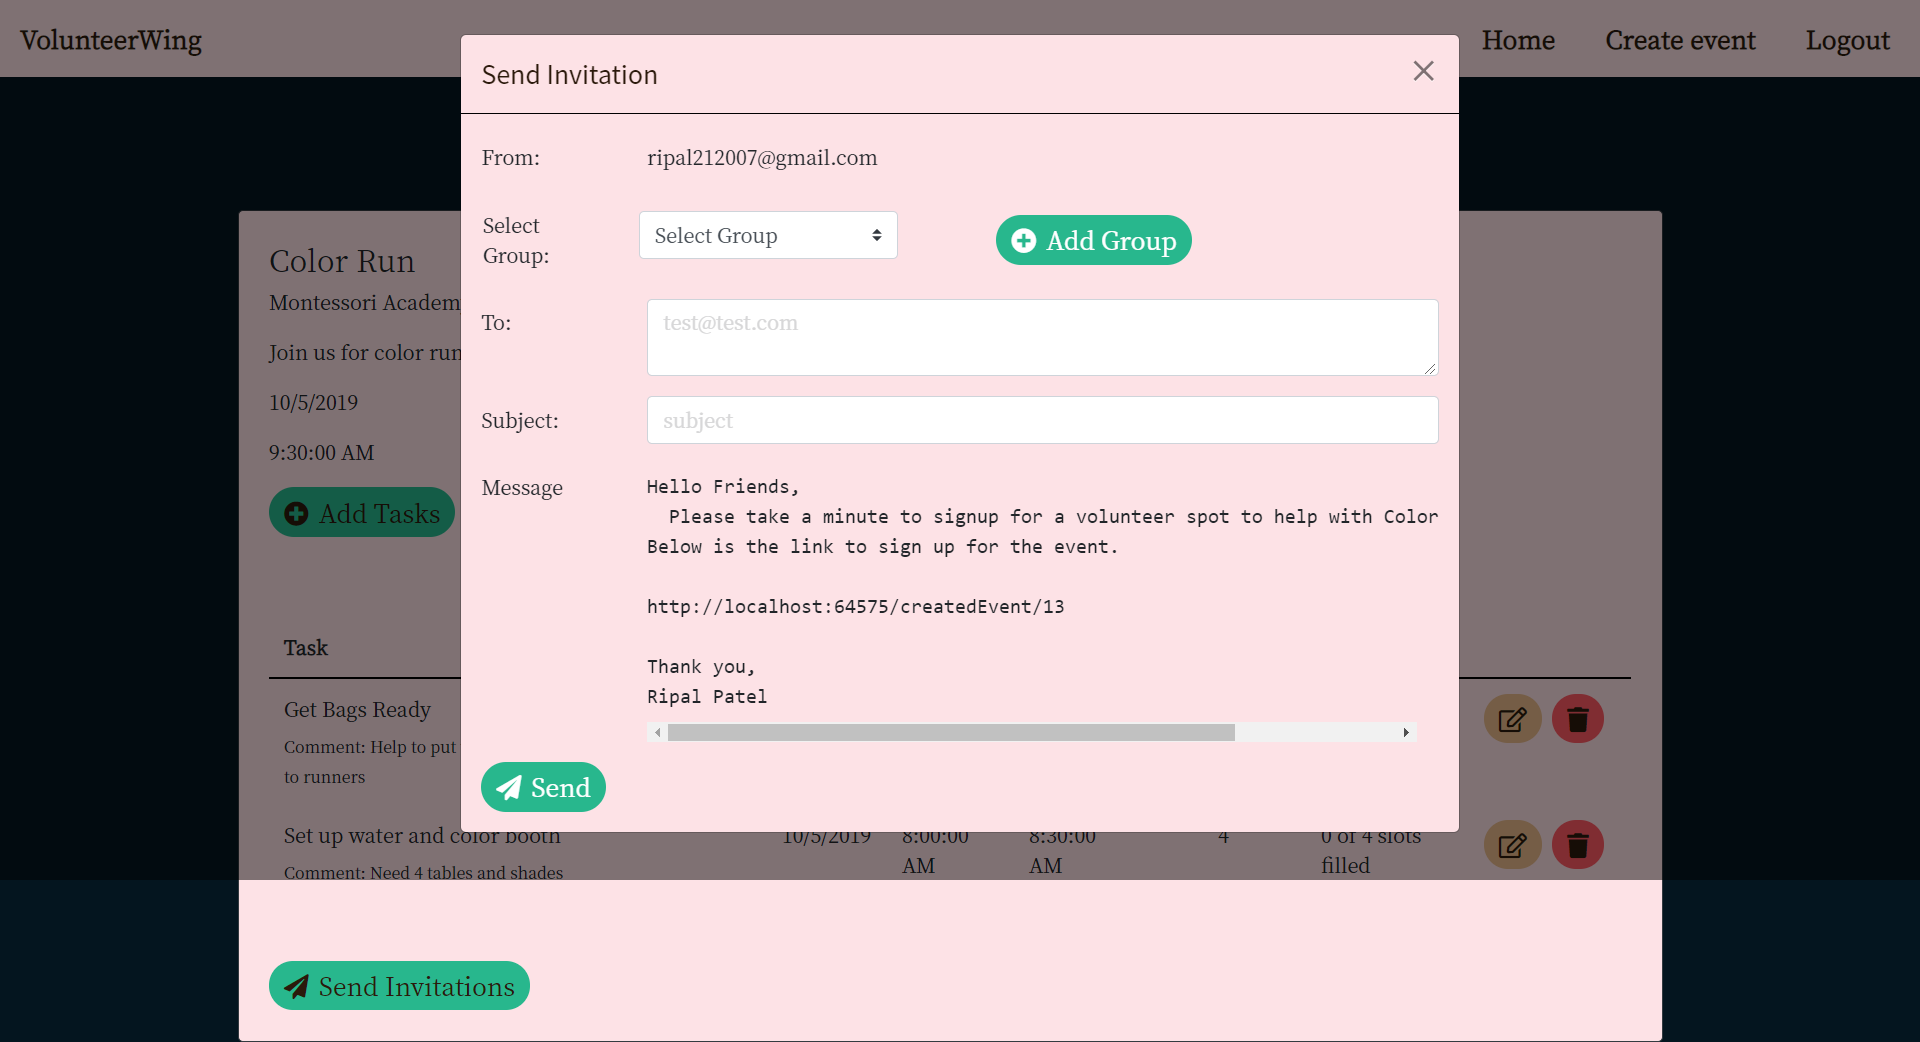 VolunteerWing
Home
Create event
Logout
Send Invitation
From:
ripal212007@gmail.com
Select
Group:
Select Group
Add Group
To:
test@test.com
Subject:
subject
Message
Hello Friends,
Please take a minute to signup for a volunteer spot to help with Color
Below is the link to sign up for the event.
http://localhost:64575/createdEvent/13
Thank you,
Ripal Patel
Send
Color Run
Montessori Academ
Join us for color run
10/5/2019
9:30:00 AM
Add Tasks
Task
Get Bags Ready
Comment: Help to put
to runners
Set up water and color booth
10/5/2019
8:00:00
AM
8:30:00
AM
4
0 of 4 slots
filled
Comment: Need 4 tables and shades
Send Invitations